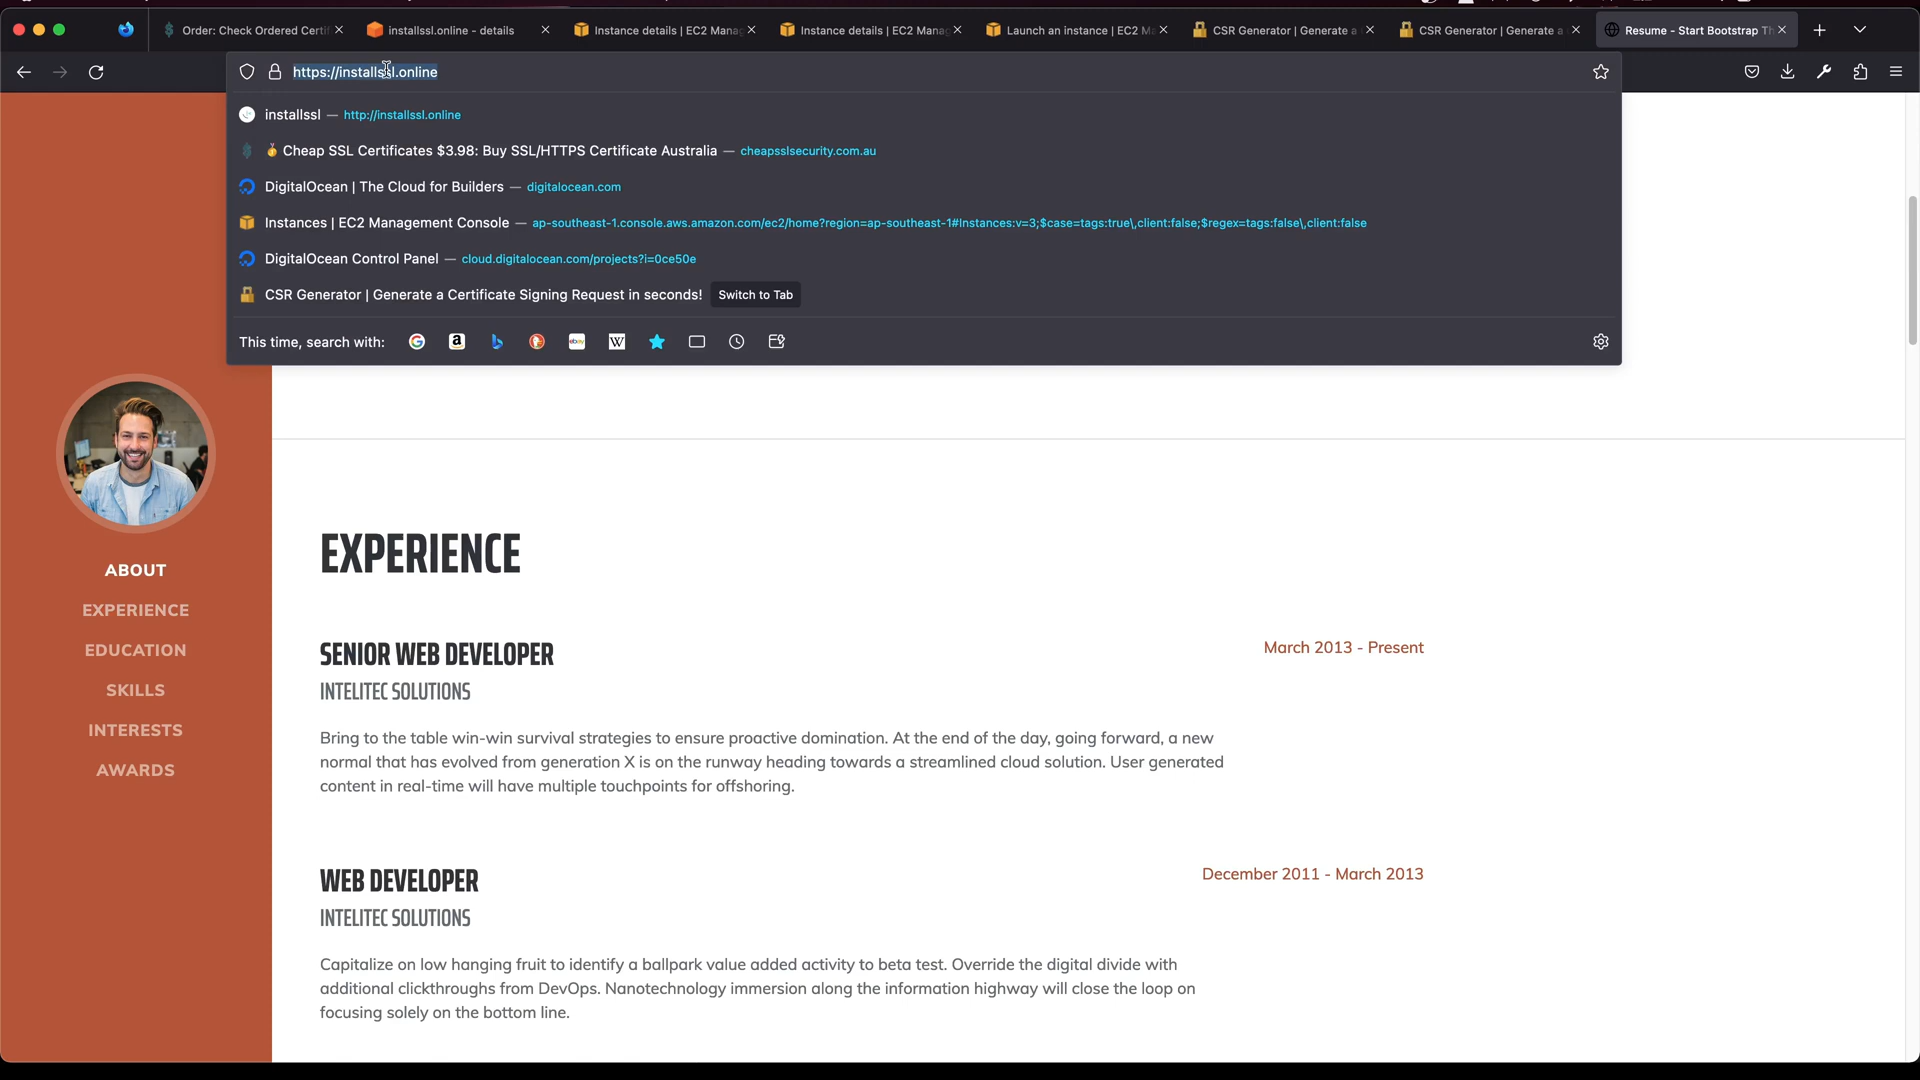 Order: Check Ordered Certif
installssl.online - details
Instance details | EC2 Manag
Instance details | EC2 Manag
Launch an instance | EC2 M
CSR Generator | Generate a
CSR Generator | Generate a
Resume - Start Bootstrap Th
https://installssl.online
installssl — http://installssl.online
Cheap SSL Certificates $3.98: Buy SSL/HTTPS Certificate Australia — cheapsslsecurity.com.au
DigitalOcean | The Cloud for Builders — digitalocean.com
Instances | EC2 Management Console — ap-southeast-1.console.aws.amazon.com/ec2/home?region=ap-southeast-1#Instances:v=3;$case=tags:true\,client:false;$regex=tags:false\,client:false
DigitalOcean Control Panel — cloud.digitalocean.com/projects?i=0ce50e
CSR Generator | Generate a Certificate Signing Request in seconds! Switch to Tab
This time, search with:
ABOUT
EXPERIENCE
EDUCATION
SKILLS
INTERESTS
AWARDS
EXPERIENCE
SENIOR WEB DEVELOPER
March 2013 - Present
INTELITEC SOLUTIONS
Bring to the table win-win survival strategies to ensure proactive domination. At the end of the day, going forward, a new
normal that has evolved from generation X is on the runway heading towards a streamlined cloud solution. User generated
content in real-time will have multiple touchpoints for offshoring.
WEB DEVELOPER
December 2011 - March 2013
INTELITEC SOLUTIONS
Capitalize on low hanging fruit to identify a ballpark value added activity to beta test. Override the digital divide with
additional clickthroughs from DevOps. Nanotechnology immersion along the information highway will close the loop on
focusing solely on the bottom line.